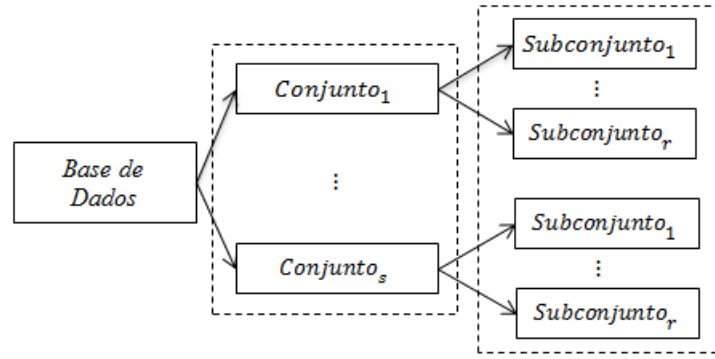 Base de
Dados
Conjunto₁
⋮
Conjuntoₛ
Subconjunto₁
⋮
Subconjuntoᵣ
Subconjunto₁
⋮
Subconjuntoᵣ